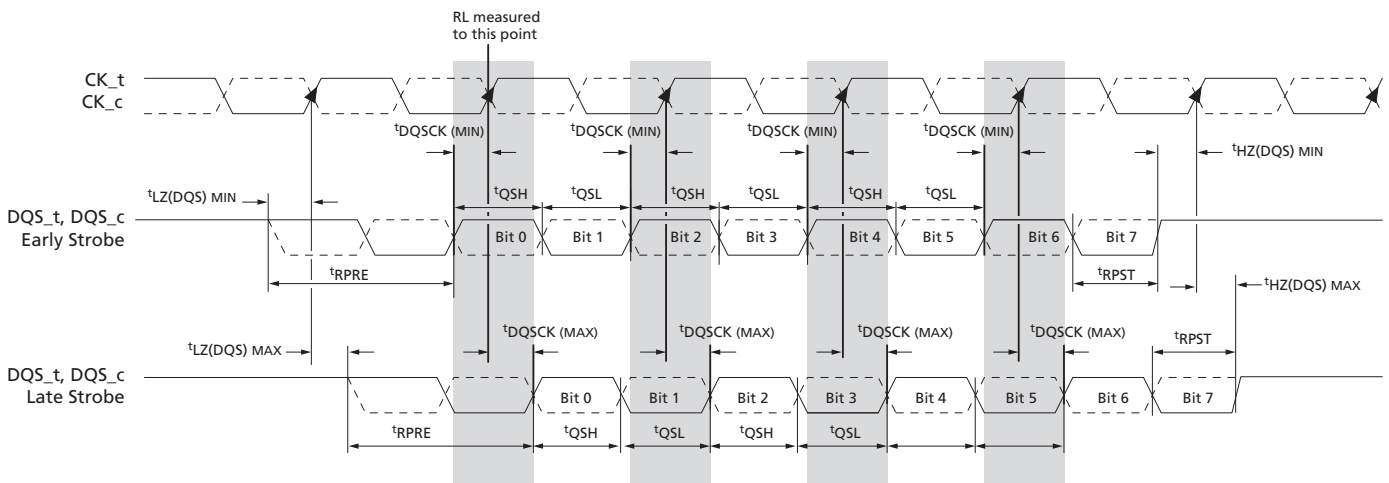 RL measured
to this point
CK_t
CK_c
tDQSCK (MIN) tDQSCK (MIN) tDQSCK (MIN) tDQSCK (MIN)
tHZ(DQS) MIN
tLZ(DQS) MIN
tQSH tQSL tQSH tQSL tQSH tQSL
DQS_t, DQS_c
Early Strobe
Bit 0 Bit 1 Bit 2 Bit 3 Bit 4 Bit 5 Bit 6 Bit 7
tRPRE
tRPST
tHZ(DQS) MAX
tLZ(DQS) MAX
tDQSCK (MAX) tDQSCK (MAX) tDQSCK (MAX) tDQSCK (MAX)
tRPST
DQS_t, DQS_c
Late Strobe
Bit 0 Bit 1 Bit 2 Bit 3 Bit 4 Bit 5 Bit 6 Bit 7
tRPRE
tQSH tQSL tQSH tQSL